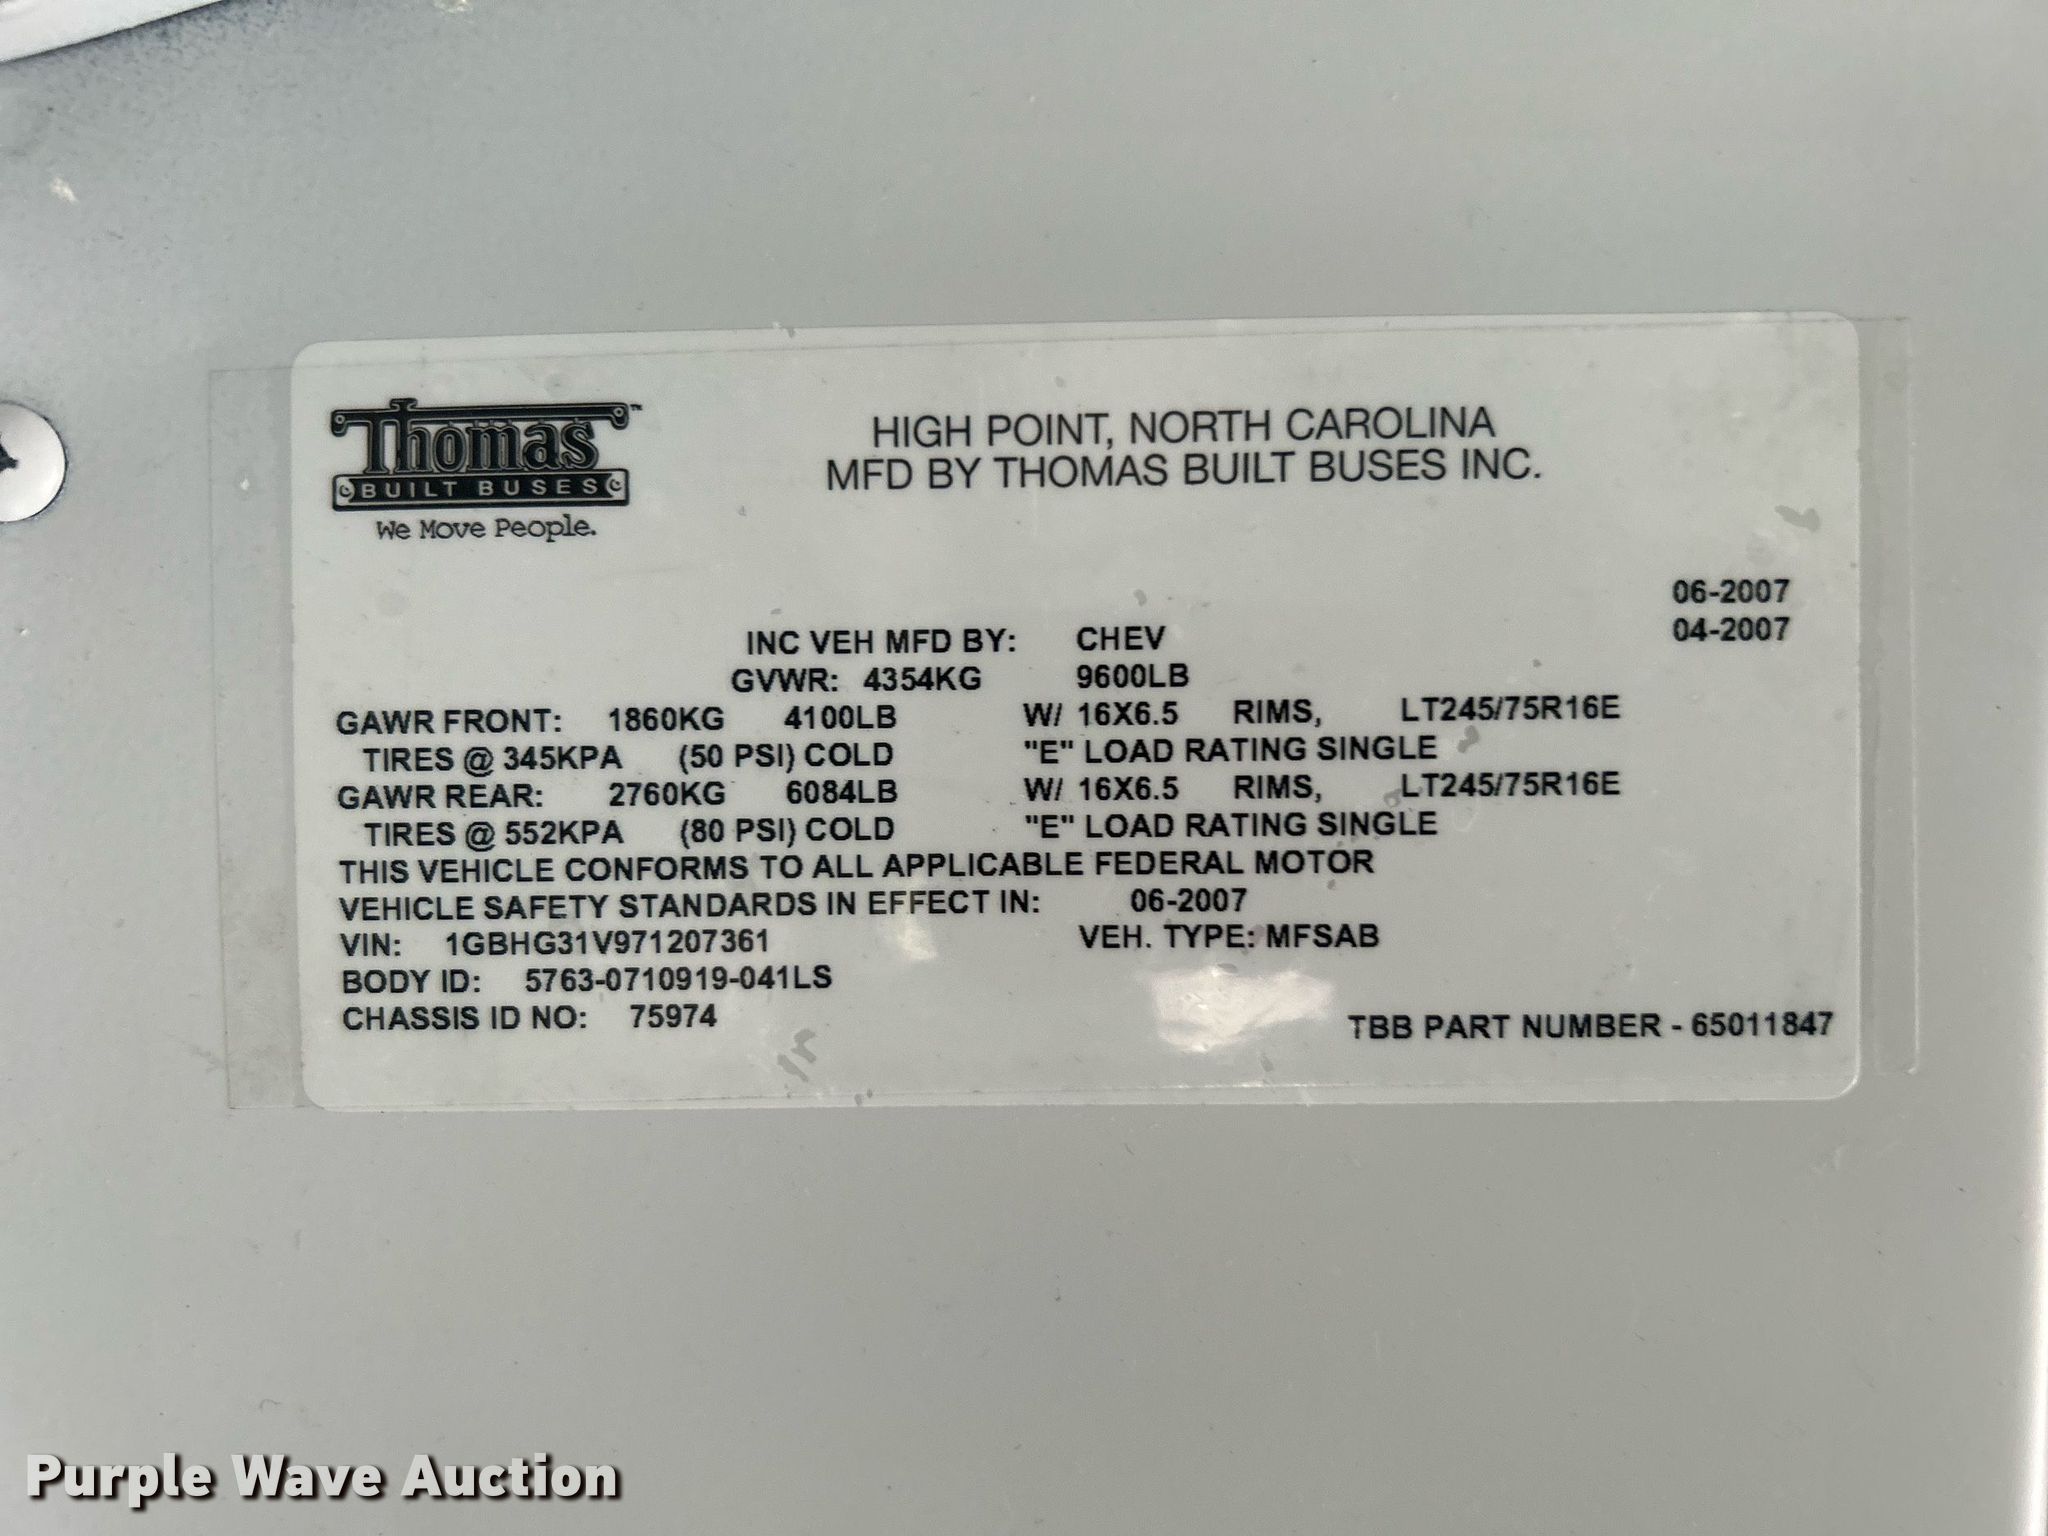 Thomas™
BUILT BUSES
We Move People.
HIGH POINT, NORTH CAROLINA
MFD BY THOMAS BUILT BUSES INC.
06-2007
INC VEH MFD BY: CHEV 04-2007
GVWR: 4354KG 9600LB
GAWR FRONT: 1860KG 4100LB W/ 16X6.5 RIMS, LT245/75R16E
TIRES @ 345KPA (50 PSI) COLD "E" LOAD RATING SINGLE
GAWR REAR: 2760KG 6084LB W/ 16X6.5 RIMS, LT245/75R16E
TIRES @ 552KPA (80 PSI) COLD "E" LOAD RATING SINGLE
THIS VEHICLE CONFORMS TO ALL APPLICABLE FEDERAL MOTOR
VEHICLE SAFETY STANDARDS IN EFFECT IN: 06-2007
VIN: 1GBHG31V971207361 VEH. TYPE: MFSAB
BODY ID: 5763-0710919-041LS
CHASSIS ID NO: 75974 TBB PART NUMBER - 65011847
Purple Wave Auction